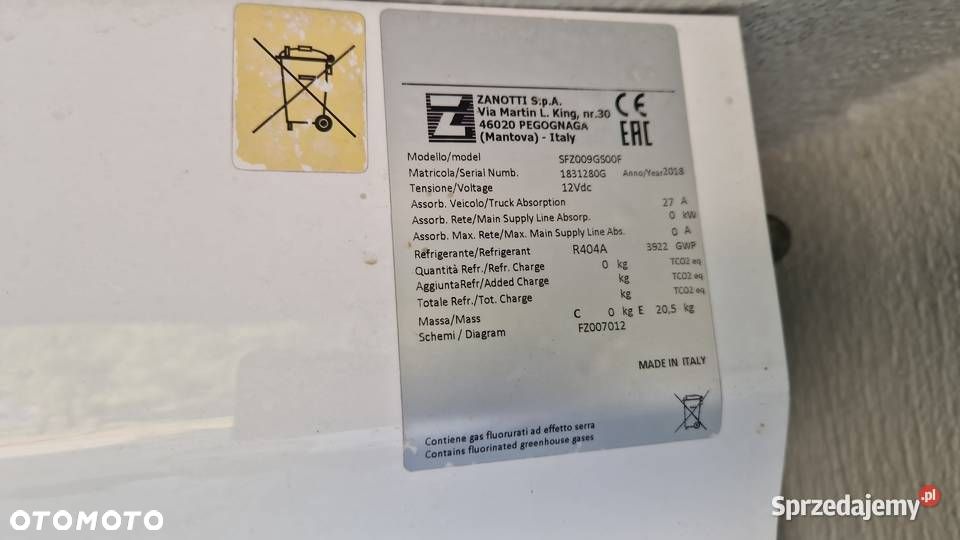 ZANOTTI S.p.A.
Via Martin L. King, nr.30
46020 PEGOGNAGA
(Mantova) - Italy
CE
EAC
Modello/model SFZ009GS00F
Matricola/Serial Numb. 1831280G Anno/Year2018
Tensione/Voltage 12Vdc
Assorb. Veicolo/Truck Absorption 27 A
Assorb. Rete/Main Supply Line Absorp. 0 kW
Assorb. Max. Rete/Max. Main Supply Line Abs. 0 A
Refrigerante/Refrigerant R404A 3922 GWP
Quantità Refr./Refr. Charge 0 kg TCO2 eq
AggiuntaRefr/Added Charge kg TCO2 eq
Totale Refr./Tot. Charge kg TCO2 eq
Massa/Mass C 0 kg E 20,5 kg
Schemi / Diagram FZ007012
MADE IN ITALY
Contiene gas fluorurati ad effetto serra
Contains fluorinated greenhouse gases
OTOMOTO
Sprzedajemy.pl